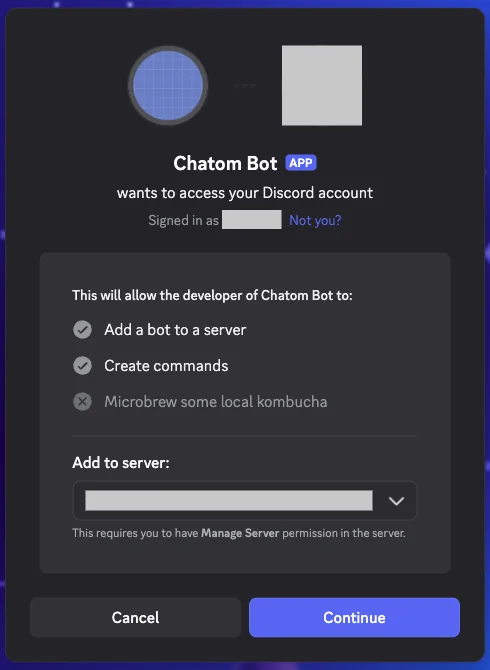 Chatom Bot APP
wants to access your Discord account
Signed in as Not you?
This will allow the developer of Chatom Bot to:
Add a bot to a server
Create commands
Microbrew some local kombucha
Add to server:
This requires you to have Manage Server permission in the server.
Cancel
Continue